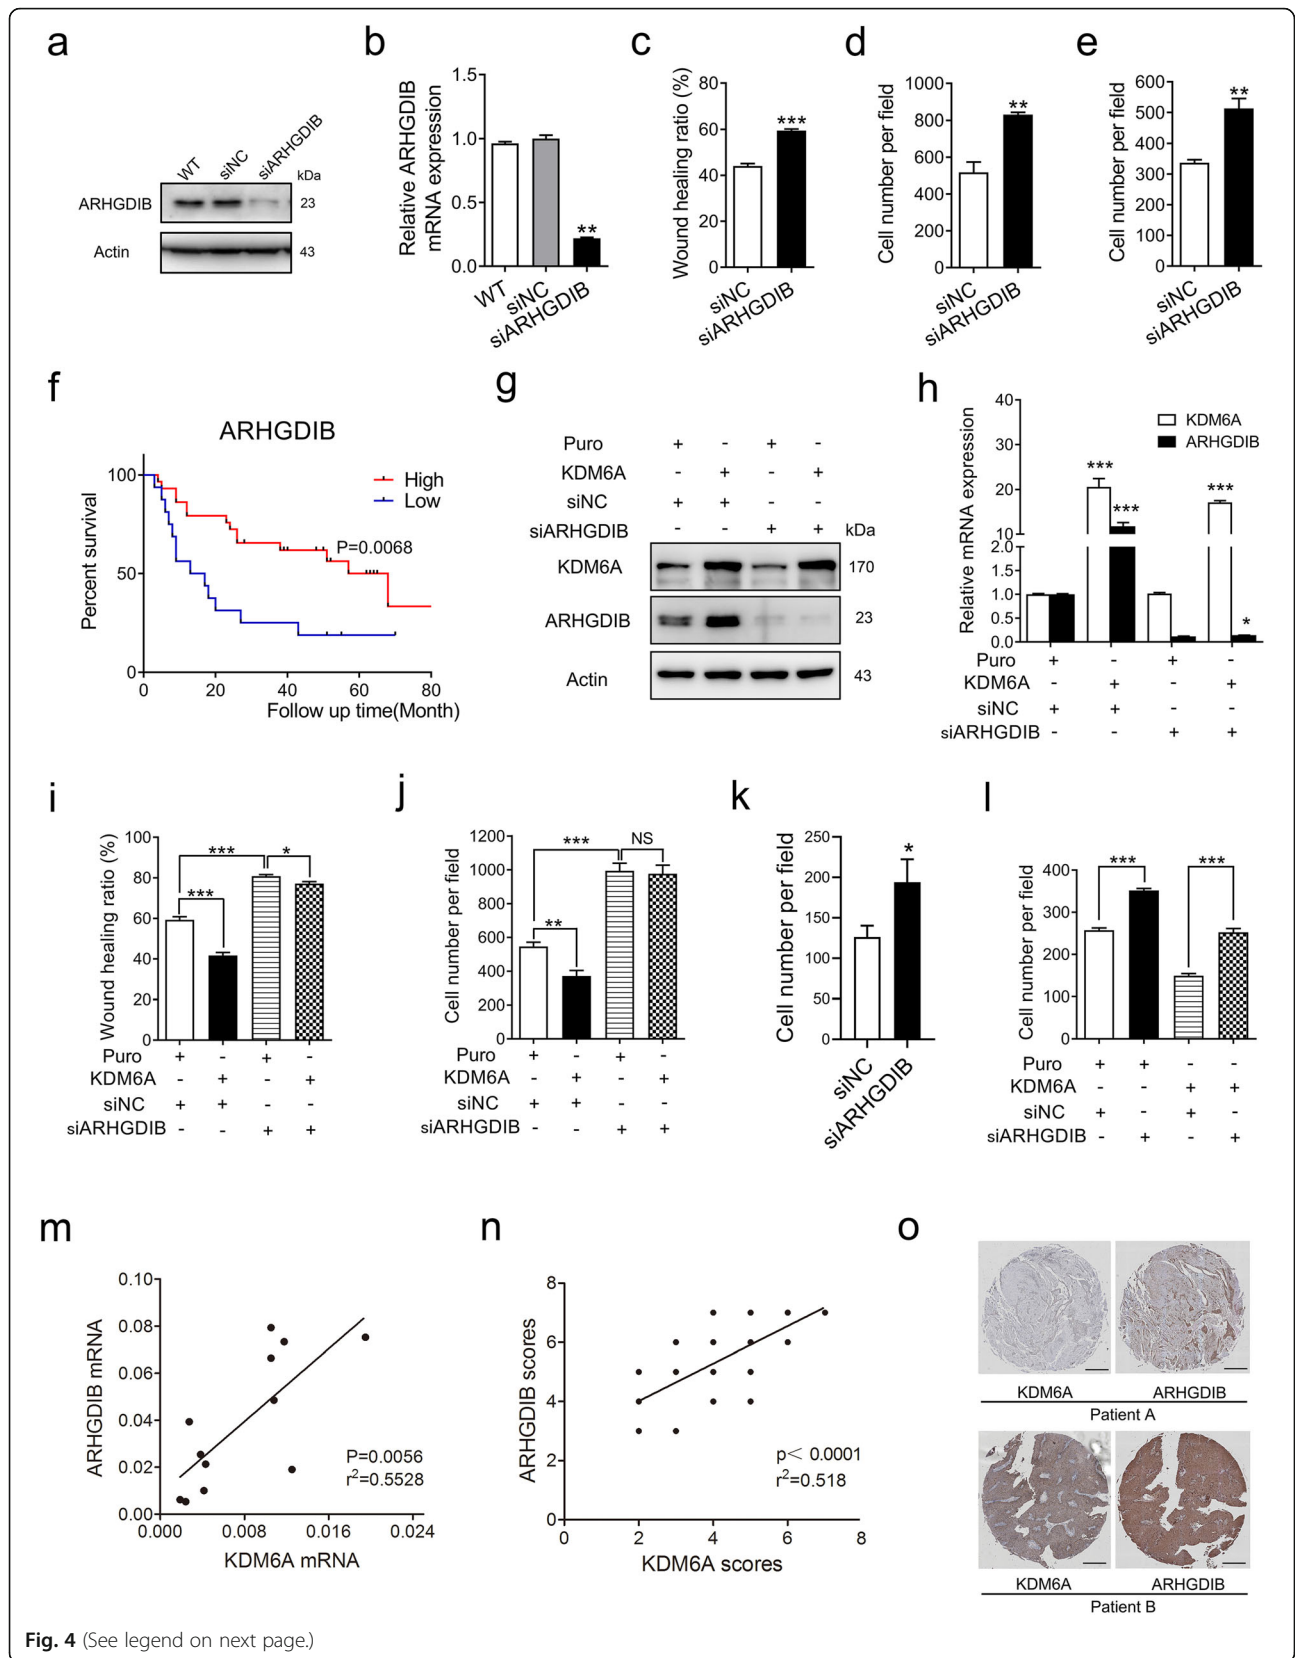 a
WT siNC siARHGDIB kDa
ARHGDIB 23
Actin 43
b
Relative ARHGDIB
mRNA expression
1.5
1.0
0.5
0.0
**
WT siNC siARHGDIB
c
Wound healing ratio (%)
80
60
40
20
0
***
siNC siARHGDIB
d
Cell number per field
1000
800
600
400
200
0
**
siNC siARHGDIB
e
Cell number per field
600
500
400
300
200
100
0
**
siNC siARHGDIB
f
ARHGDIB
Percent survival
100
50
0
High
Low
P=0.0068
0 20 40 60 80
Follow up time(Month)
g
Puro + - + -
KDM6A - + - +
siNC + + - -
siARHGDIB - - + + kDa
KDM6A 170
ARHGDIB 23
Actin 43
h
Relative mRNA expression
40
30
20
10
2.0
1.5
1.0
0.5
0.0
KDM6A
ARHGDIB
*** *** *** *
Puro + - + -
KDM6A - + - +
siNC + + - -
siARHGDIB - - + +
i
Wound healing ratio (%)
100
80
60
40
20
0
*** *
***
Puro + - + -
KDM6A - + - +
siNC + + - -
siARHGDIB - - + +
j
Cell number per field
1200
1000
800
600
400
200
0
*** NS
**
Puro + - + -
KDM6A - + - +
siNC + + - -
siARHGDIB - - + +
k
Cell number per field
250
200
150
100
50
0
*
siNC siARHGDIB
l
Cell number per field
400
300
200
100
0
*** ***
Puro + + - -
KDM6A - - + +
siNC + - + -
siARHGDIB - + - +
m
ARHGDIB mRNA
0.10
0.08
0.06
0.04
0.02
0.00
P=0.0056
r2=0.5528
0.000 0.008 0.016 0.024
KDM6A mRNA
n
ARHGDIB scores
8
6
4
2
0
p< 0.0001
r2=0.518
0 2 4 6 8
KDM6A scores
o
KDM6A ARHGDIB
Patient A
KDM6A ARHGDIB
Patient B
Fig. 4 (See legend on next page.)